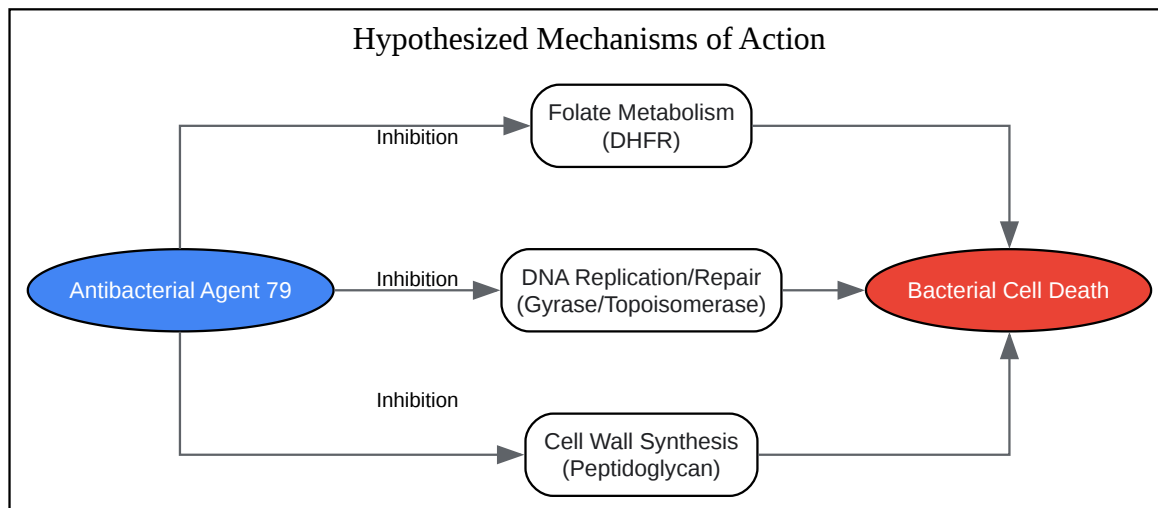 Hypothesized Mechanisms of Action
Folate Metabolism
(DHFR)
Inhibition
Antibacterial Agent 79
Inhibition
DNA Replication/Repair
(Gyrase/Topoisomerase)
Bacterial Cell Death
Inhibition
Cell Wall Synthesis
(Peptidoglycan)